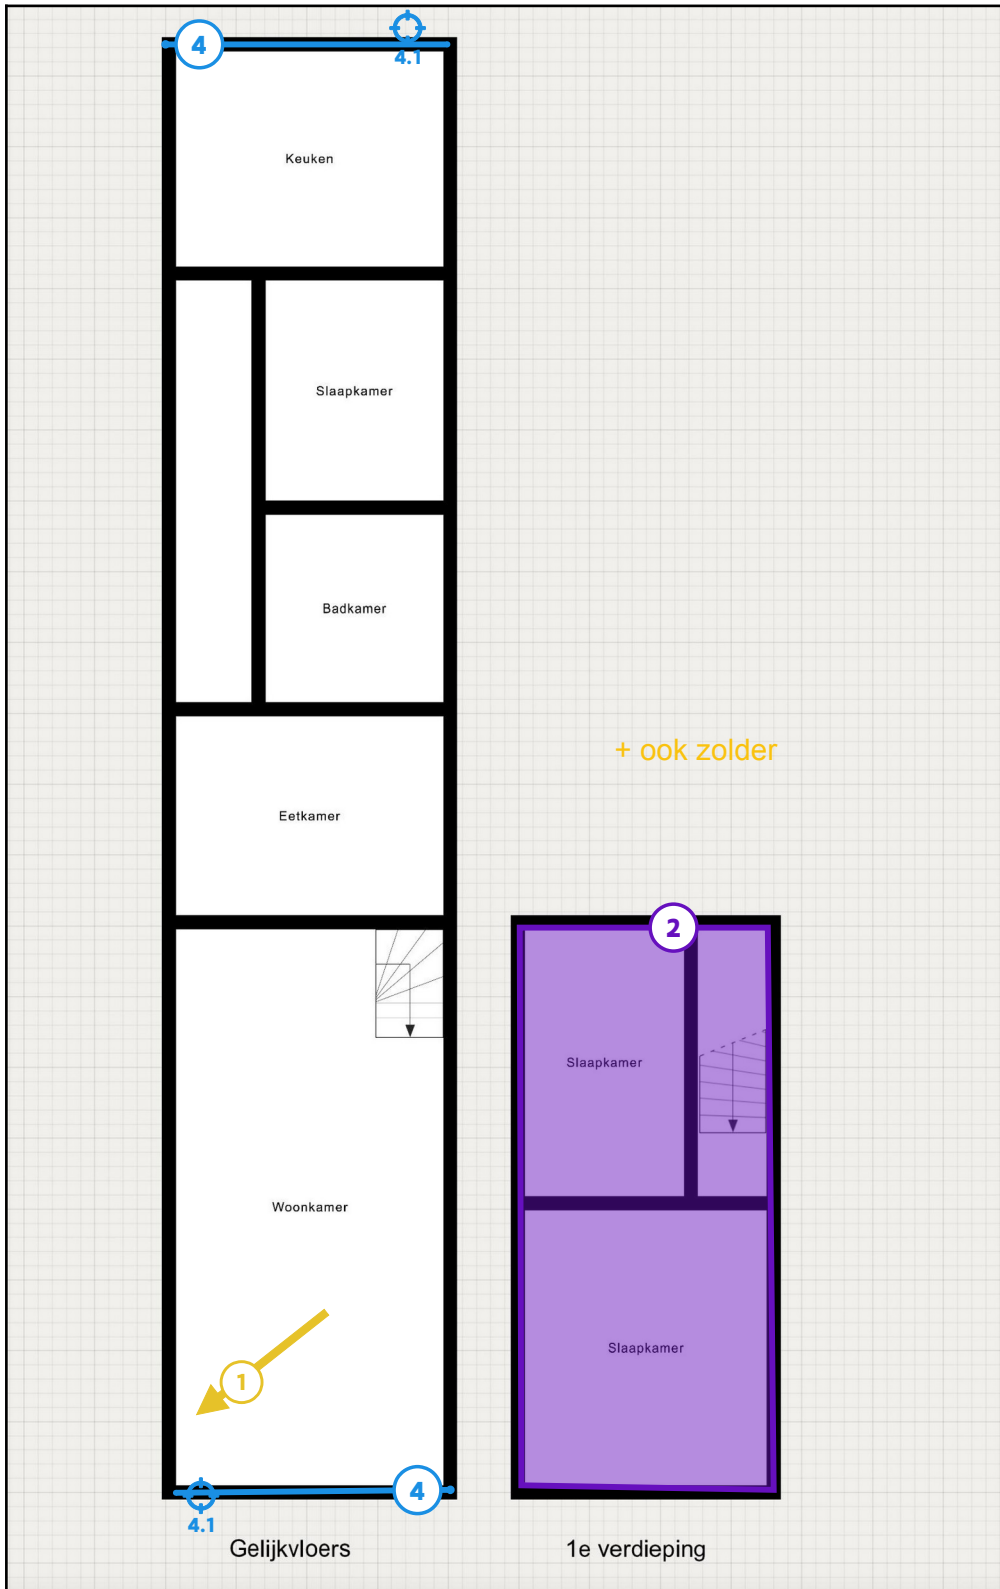 4
4.1
Keuken
Slaapkamer
Badkamer
+ ook zolder
Eetkamer
2
Slaapkamer
Woonkamer
Slaapkamer
1
4
4.1
Gelijkvloers
1e verdieping